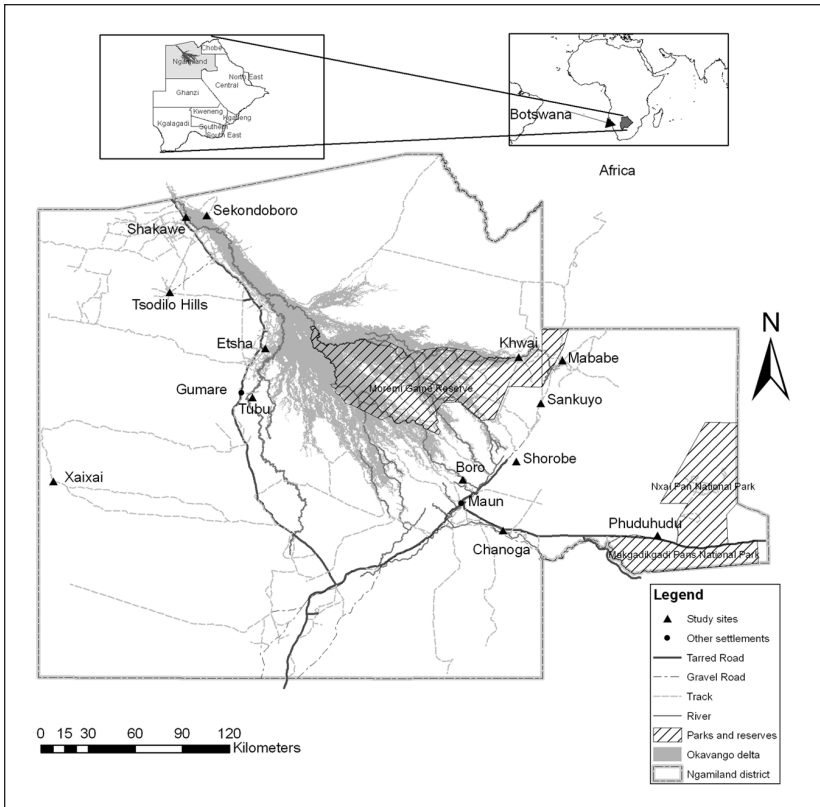 Chobe
Ngamiland
North East
Central
Ghanzi
Kweneng
Kgatleng
Kgalagadi
Southern
South East
Botswana
Africa
Sekondoboro
Shakawe
Tsodilo Hills
Etsha
Khwai
Mababe
Gumare
Moremi Game Reserve
Tubu
Sankuyo
Xaixai
Boro
Shorobe
Nxai Pan National Park
Maun
Phuduhudu
Chanoga
Makgadikgadi Pans National Park
N
Legend
Study sites
Other settlements
Tarred Road
Gravel Road
Track
River
Parks and reserves
Okavango delta
Ngamiland district
0 15 30 60 90 120
Kilometers